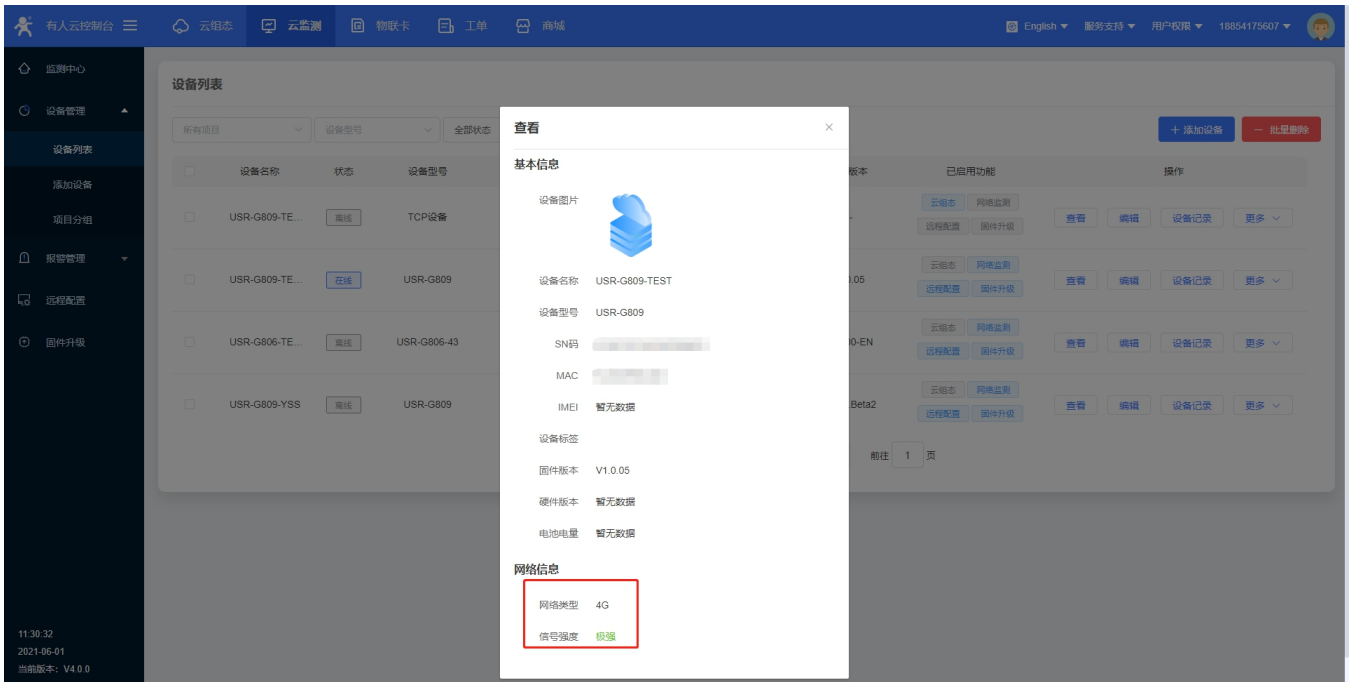 有人云控制台 云组态 云监测 物联卡 工单 商城 English 服务支持 用户权限 18854175607
监测中心
设备管理
设备列表
添加设备
项目分组
报警管理
远程配置
固件升级
11:30:32
2021-06-01
当前版本：V4.0.0
设备列表
所有项目 设备型号 全部状态 + 添加设备 － 批量删除
设备名称 状态 设备型号 版本 已启用功能 操作
USR-G809-TE... 离线 TCP设备 - 云组态 网络监测 查看 编辑 设备记录 更多
远程配置 固件升级
USR-G809-TE... 在线 USR-G809 0.05 云组态 网络监测 查看 编辑 设备记录 更多
远程配置 固件升级
USR-G806-TE... 离线 USR-G806-43 00-EN 云组态 网络监测 查看 编辑 设备记录 更多
远程配置 固件升级
USR-G809-YSS 离线 USR-G809 .Beta2 云组态 网络监测 查看 编辑 设备记录 更多
远程配置 固件升级
前往 1 页
查看
基本信息
设备图片
设备名称 USR-G809-TEST
设备型号 USR-G809
SN码
MAC
IMEI 暂无数据
设备标签
固件版本 V1.0.05
硬件版本 暂无数据
电池电量 暂无数据
网络信息
网络类型 4G
信号强度 极强